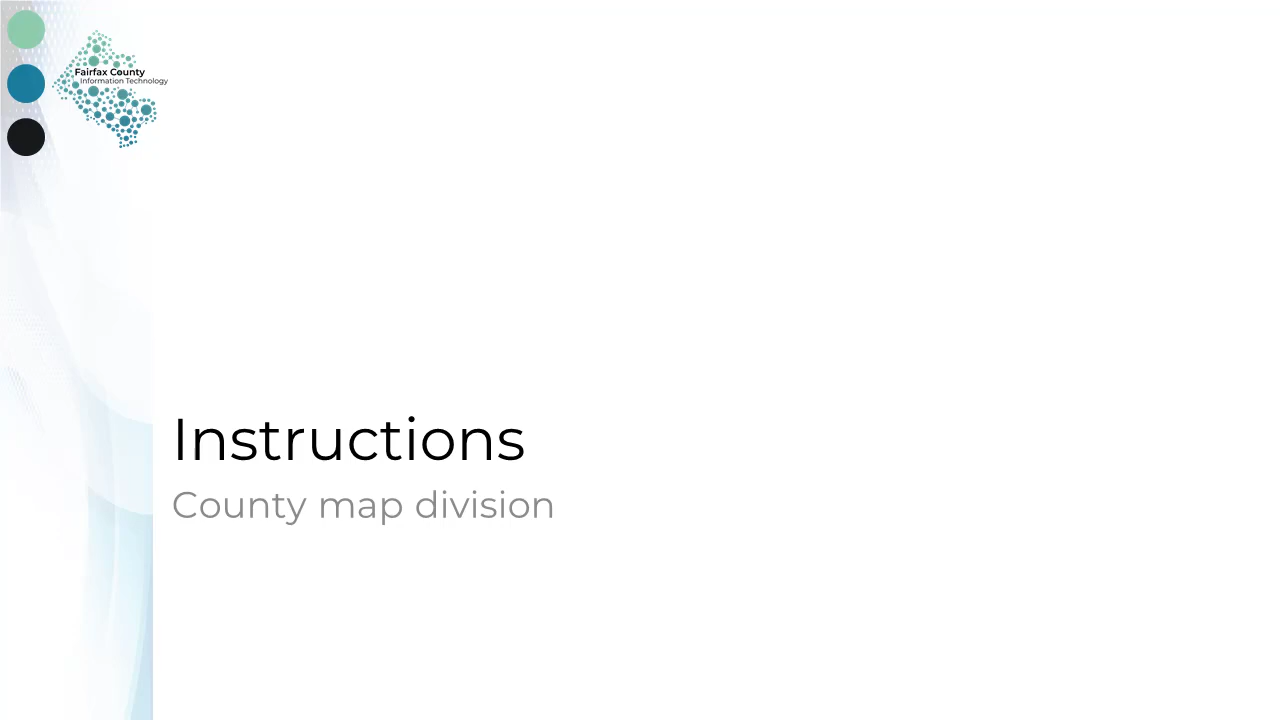 Fairfax County
Information Technology
Instructions
County map division